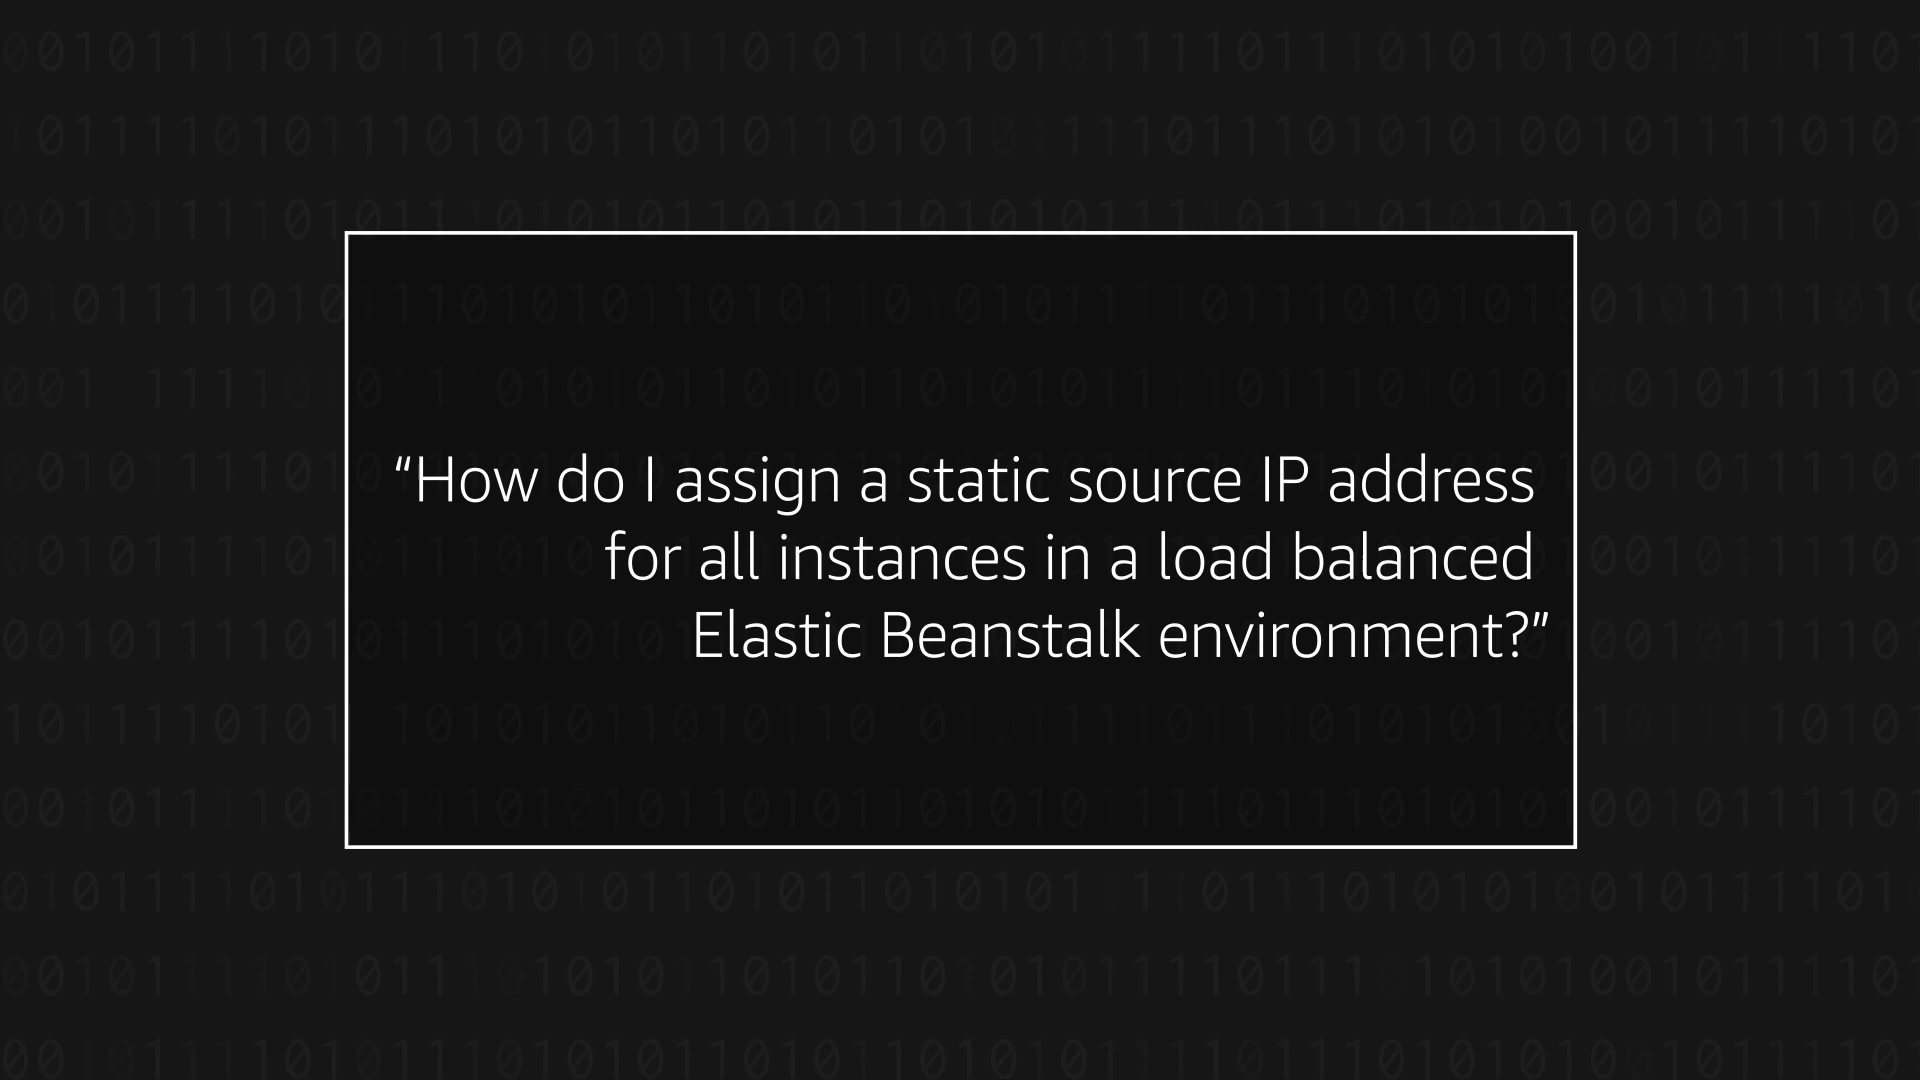 “How do I assign a static source IP address
for all instances in a load balanced
Elastic Beanstalk environment?”